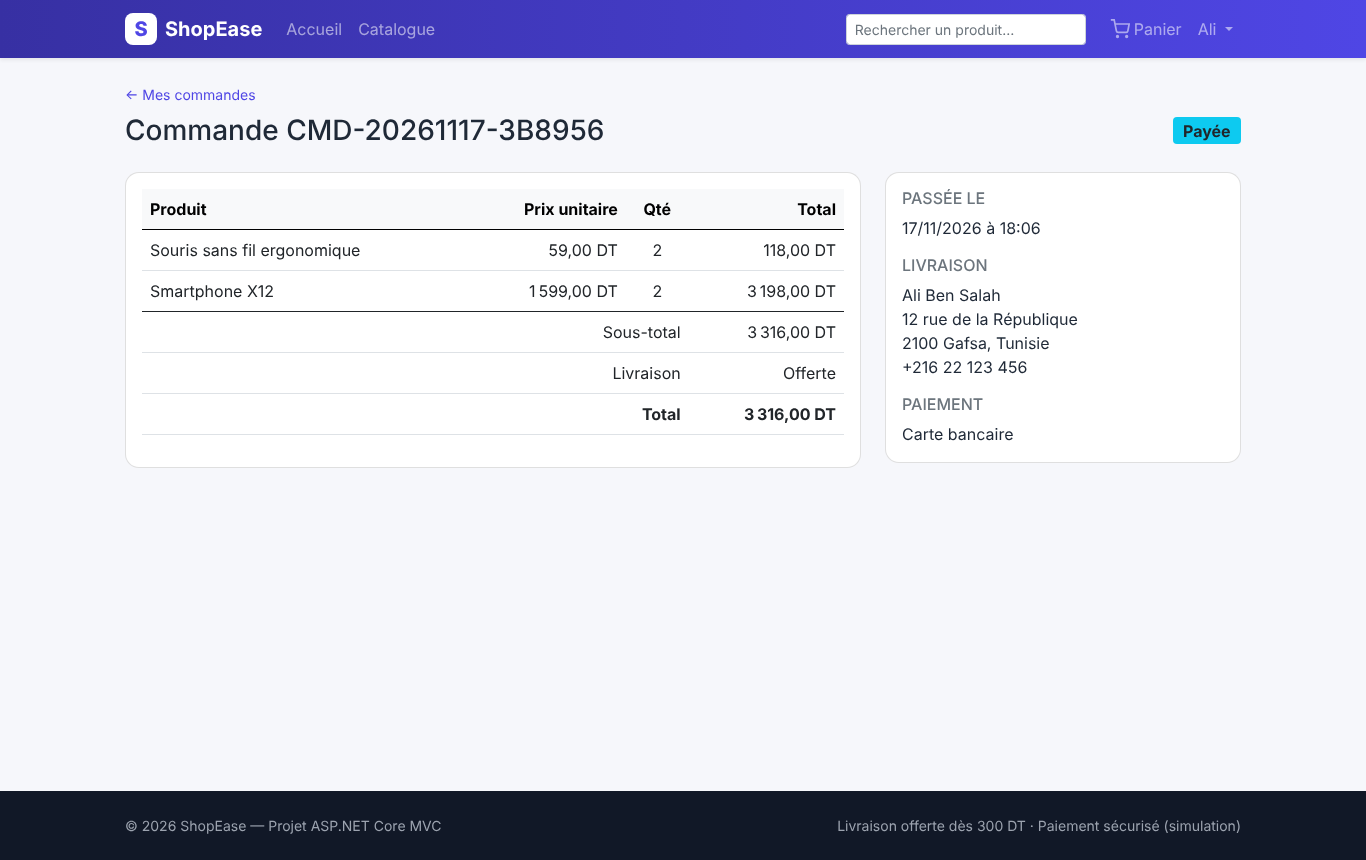 S ShopEase Accueil Catalogue Rechercher un produit... Panier Ali
← Mes commandes
Commande CMD-20261117-3B8956 Payée
Produit Prix unitaire Qté Total
Souris sans fil ergonomique 59,00 DT 2 118,00 DT
Smartphone X12 1 599,00 DT 2 3 198,00 DT
Sous-total 3 316,00 DT
Livraison Offerte
Total 3 316,00 DT
PASSÉE LE
17/11/2026 à 18:06
LIVRAISON
Ali Ben Salah
12 rue de la République
2100 Gafsa, Tunisie
+216 22 123 456
PAIEMENT
Carte bancaire
© 2026 ShopEase — Projet ASP.NET Core MVC Livraison offerte dès 300 DT · Paiement sécurisé (simulation)